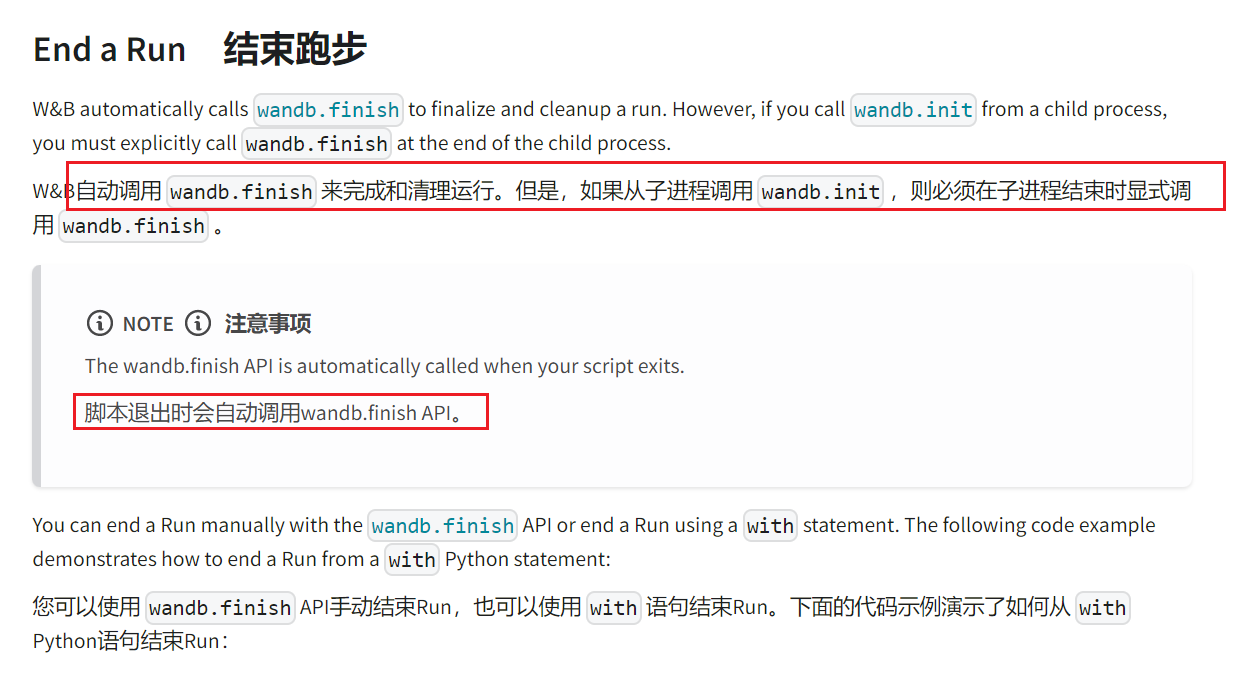 End a Run 结束跑步
W&B automatically calls wandb.finish to finalize and cleanup a run. However, if you call wandb.init from a child process,
you must explicitly call wandb.finish at the end of the child process.
W&B自动调用 wandb.finish 来完成和清理运行。但是，如果从子进程调用 wandb.init ，则必须在子进程结束时显式调
用 wandb.finish 。
NOTE 注意事项
The wandb.finish API is automatically called when your script exits.
脚本退出时会自动调用wandb.finish API。
You can end a Run manually with the wandb.finish API or end a Run using a with statement. The following code example
demonstrates how to end a Run from a with Python statement:
您可以使用 wandb.finish API手动结束Run，也可以使用 with 语句结束Run。下面的代码示例演示了如何从 with
Python语句结束Run：